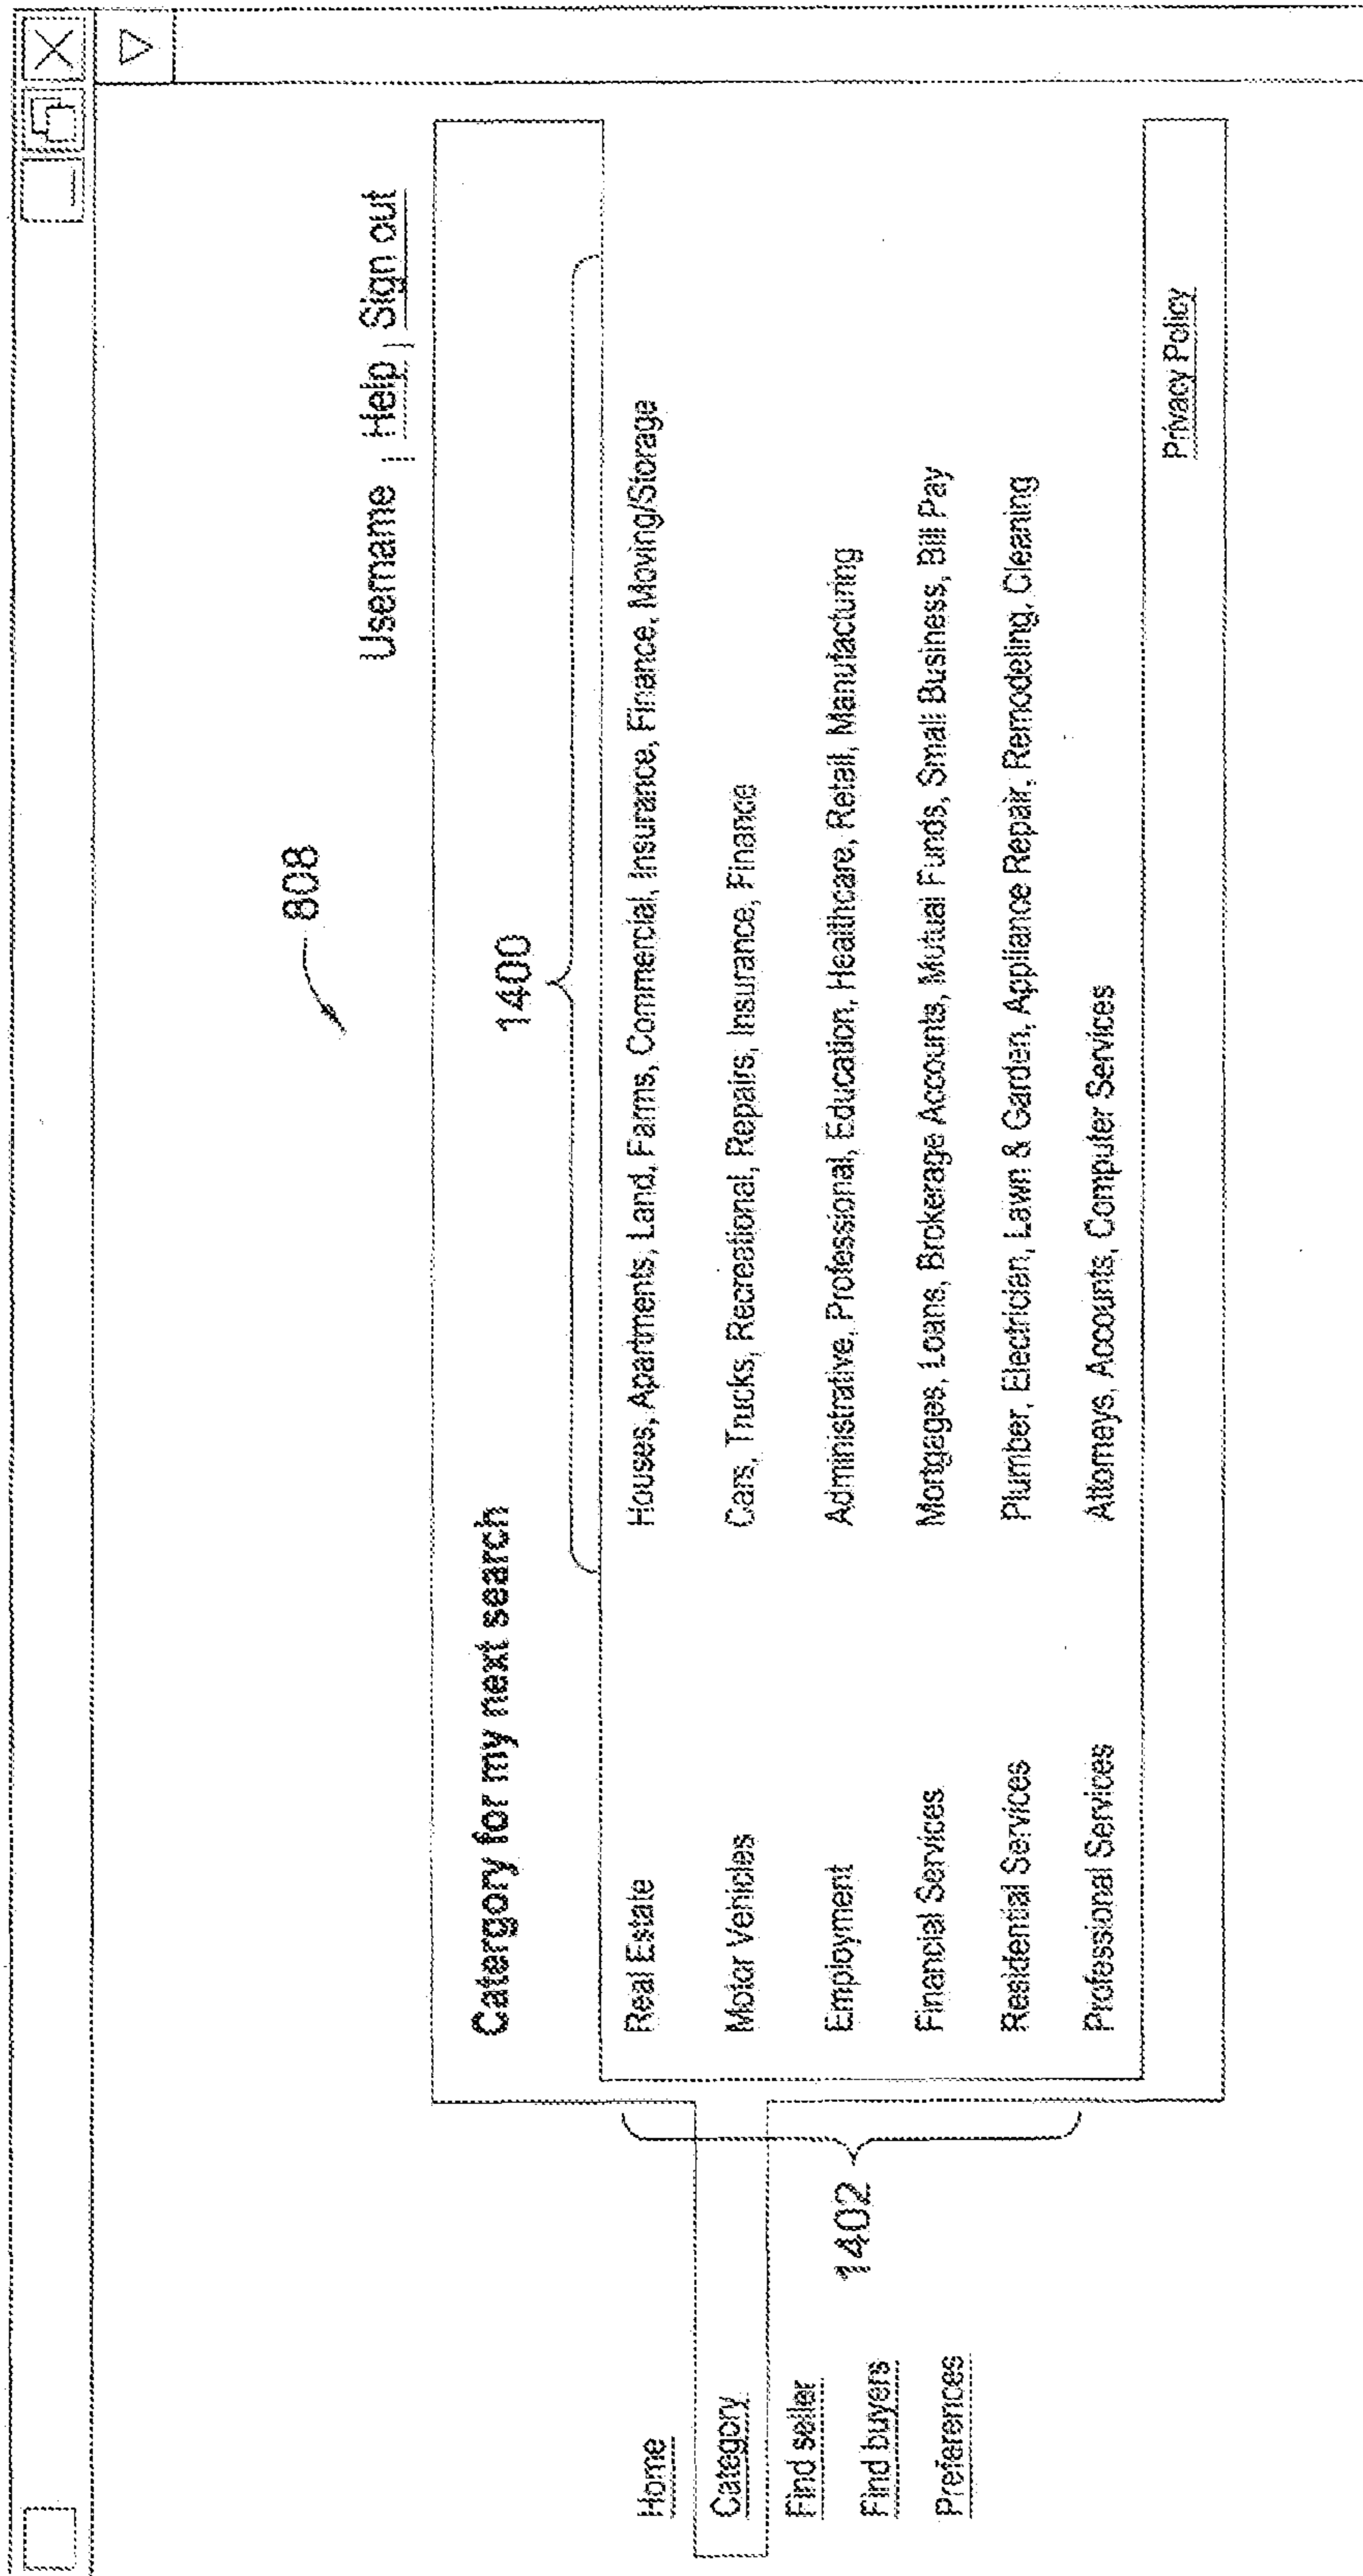 808
Username | Help | Sign out
Catergory for my next search
1400
Home
Category
Find seller
Find buyers
Preferences
1402
Real Estate Houses, Apartments, Land, Farms, Commercial, Insurance, Finance, Moving/Storage
Motor Vehicles Cars, Trucks, Recreational, Repairs, Insurance, Finance
Employment Administrative, Professional, Education, Healthcare, Retail, Manufacturing
Financial Services Mortgages, Loans, Brokerage Accounts, Mutual Funds, Small Business, Bill Pay
Residential Services Plumber, Electrician, Lawn & Garden, Appliance Repair, Remodeling, Cleaning
Professional Services Attorneys, Accounts, Computer Services
Privacy Policy